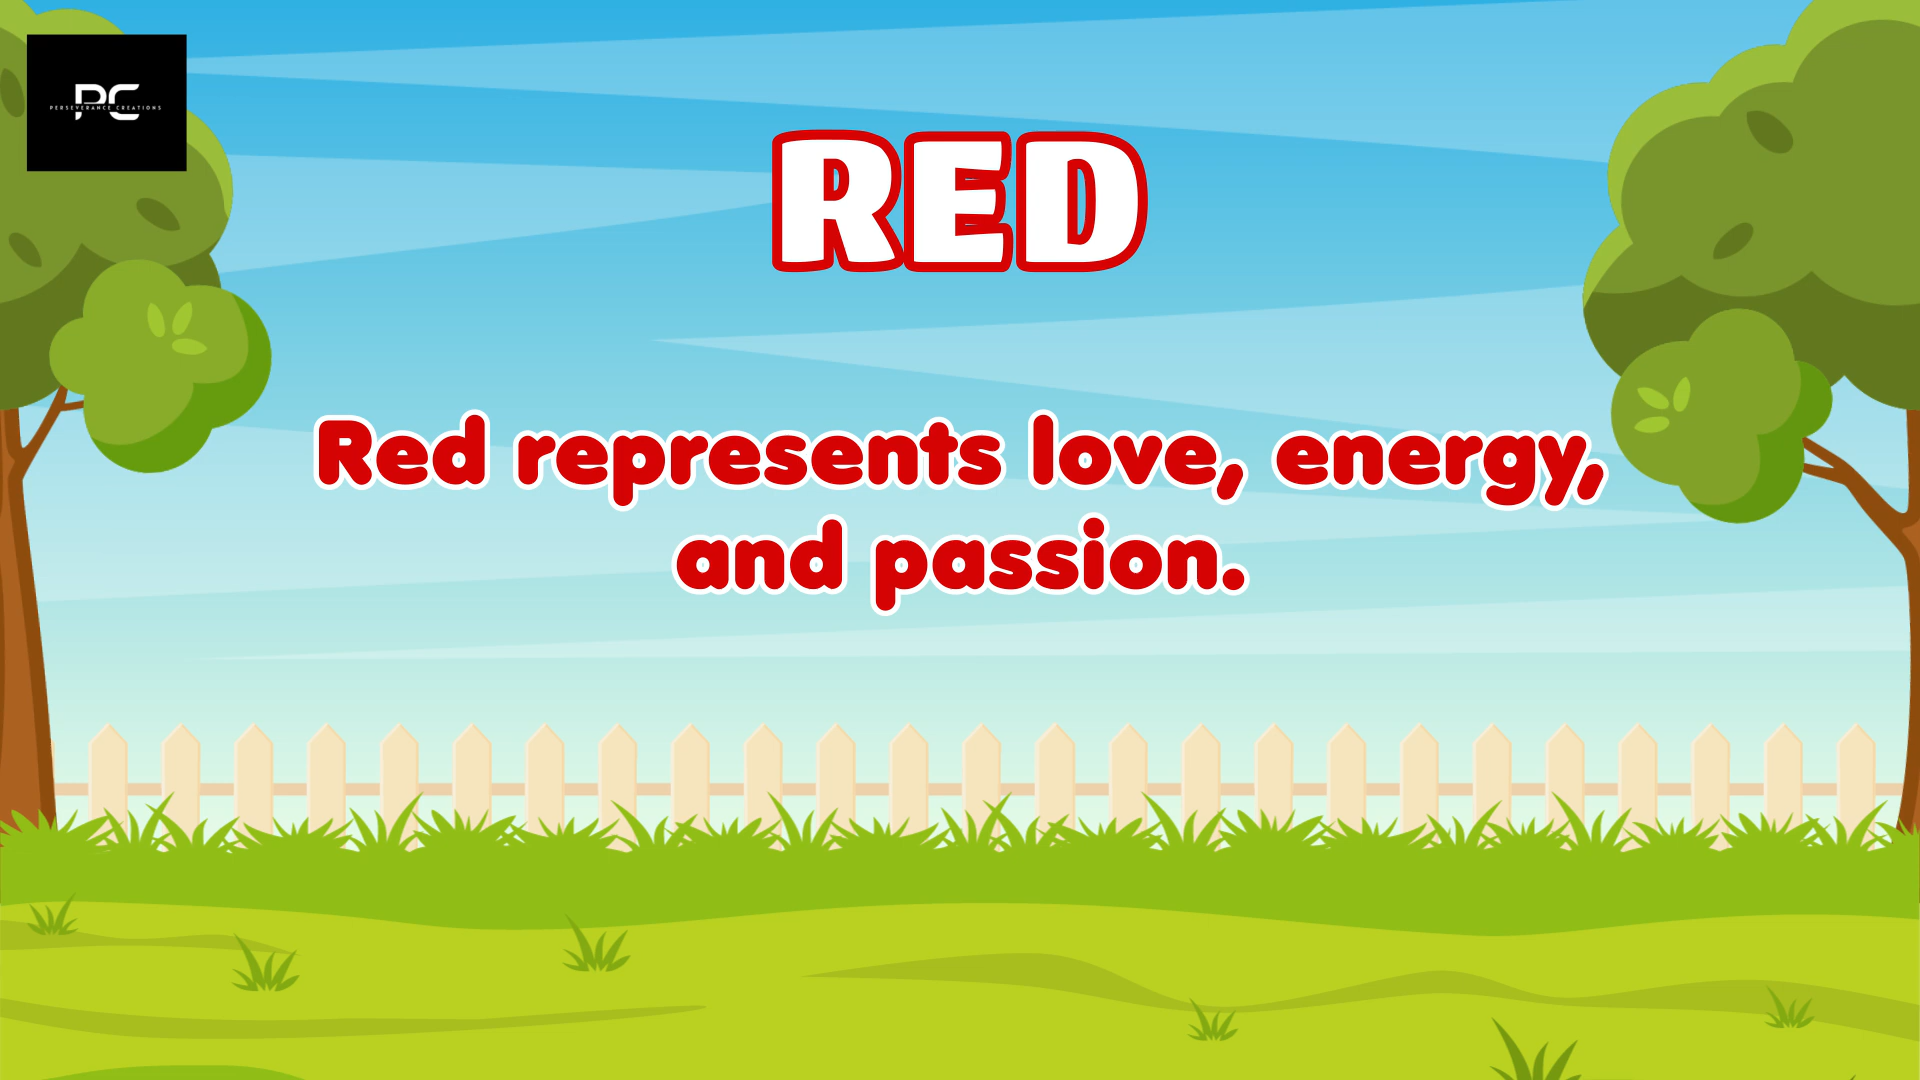 PC
PERSEVERANCE CREATIONS
RED
Red represents love, energy,
and passion.